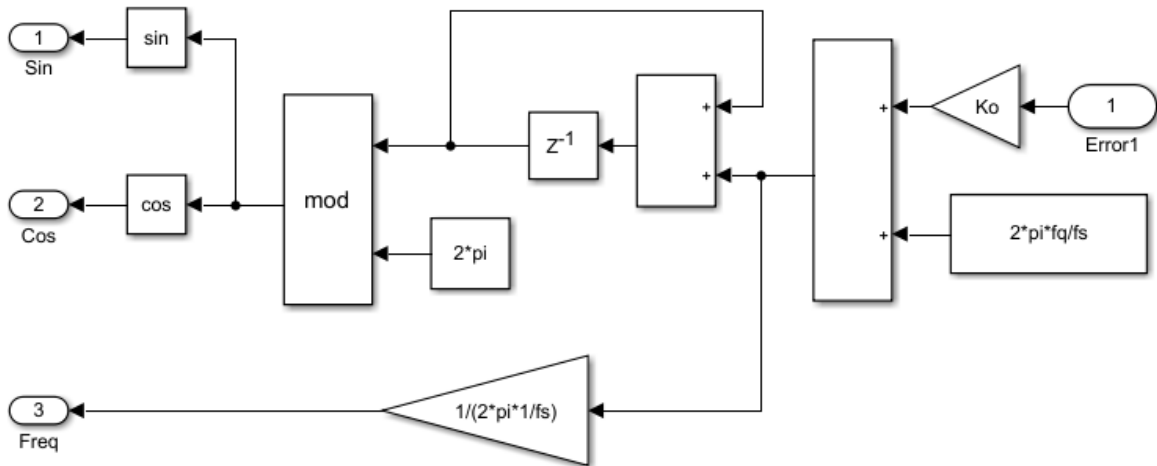 1
Sin
sin
2
Cos
cos
mod
2*pi
Z-1
+
+
+
+
Ko
1
Error1
2*pi*fq/fs
3
Freq
1/(2*pi*1/fs)